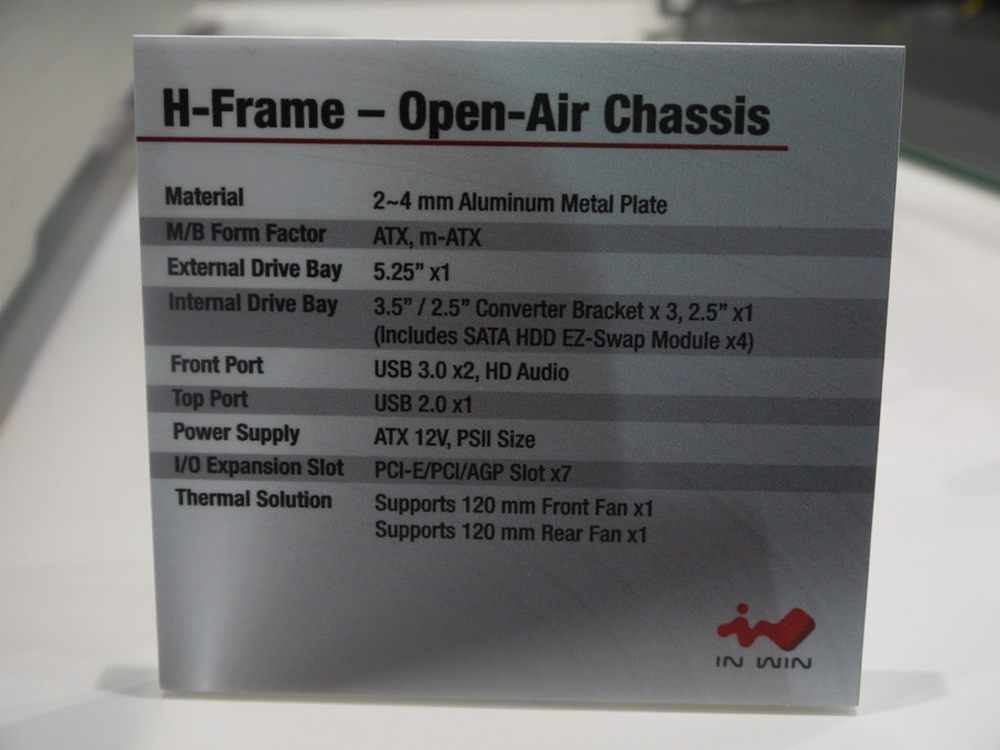 H-Frame – Open-Air Chassis
Material 2~4 mm Aluminum Metal Plate
M/B Form Factor ATX, m-ATX
External Drive Bay 5.25” x1
Internal Drive Bay 3.5” / 2.5” Converter Bracket x 3, 2.5” x1
(Includes SATA HDD EZ-Swap Module x4)
Front Port USB 3.0 x2, HD Audio
Top Port USB 2.0 x1
Power Supply ATX 12V, PSII Size
I/O Expansion Slot PCI-E/PCI/AGP Slot x7
Thermal Solution Supports 120 mm Front Fan x1
Supports 120 mm Rear Fan x1
IN WIN